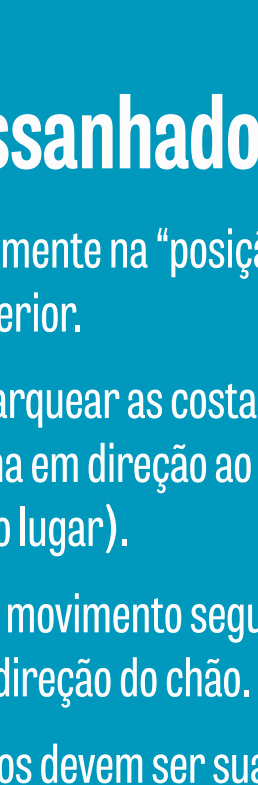 ssanhado
mente na “posiçã
erior.
arquear as costa
na em direção ao
o lugar).
movimento segu
direção do chão.
os devem ser sua